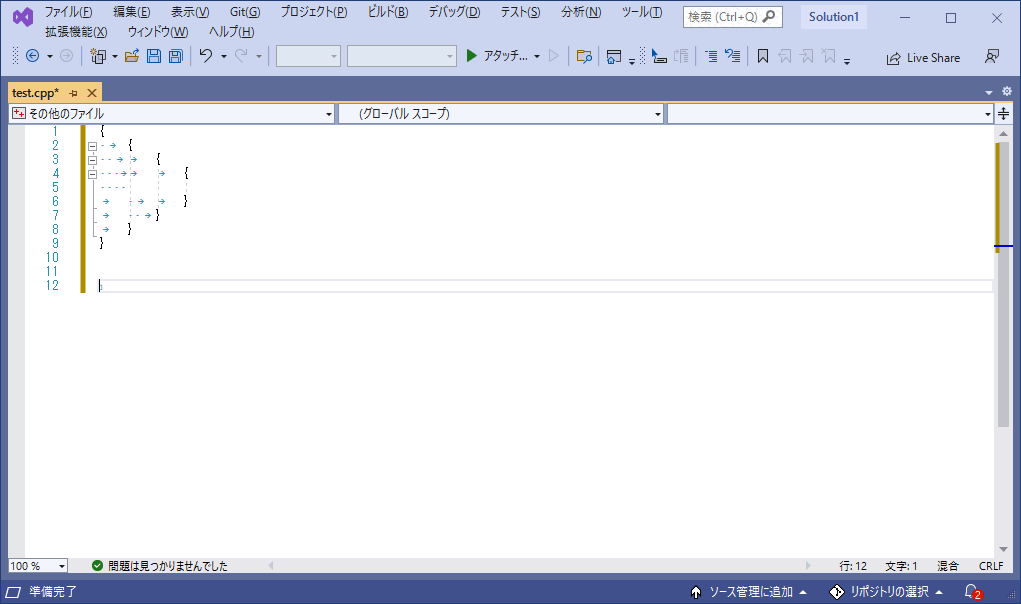 ファイル(F) 編集(E) 表示(V) Git(G) プロジェクト(P) ビルド(B) デバッグ(D) テスト(S) 分析(N) ツール(T) 検索 (Ctrl+Q) Solution1
拡張機能(X) ウィンドウ(W) ヘルプ(H)
アタッチ... Live Share
test.cpp*
その他のファイル (グローバル スコープ)
1 {
2 {
3 {
4 {
5
6 }
7 }
8 }
9 }
10
11
12
100 % 問題は見つかりませんでした 行: 12 文字: 1 混合 CRLF
準備完了 ソース管理に追加 リポジトリの選択 2